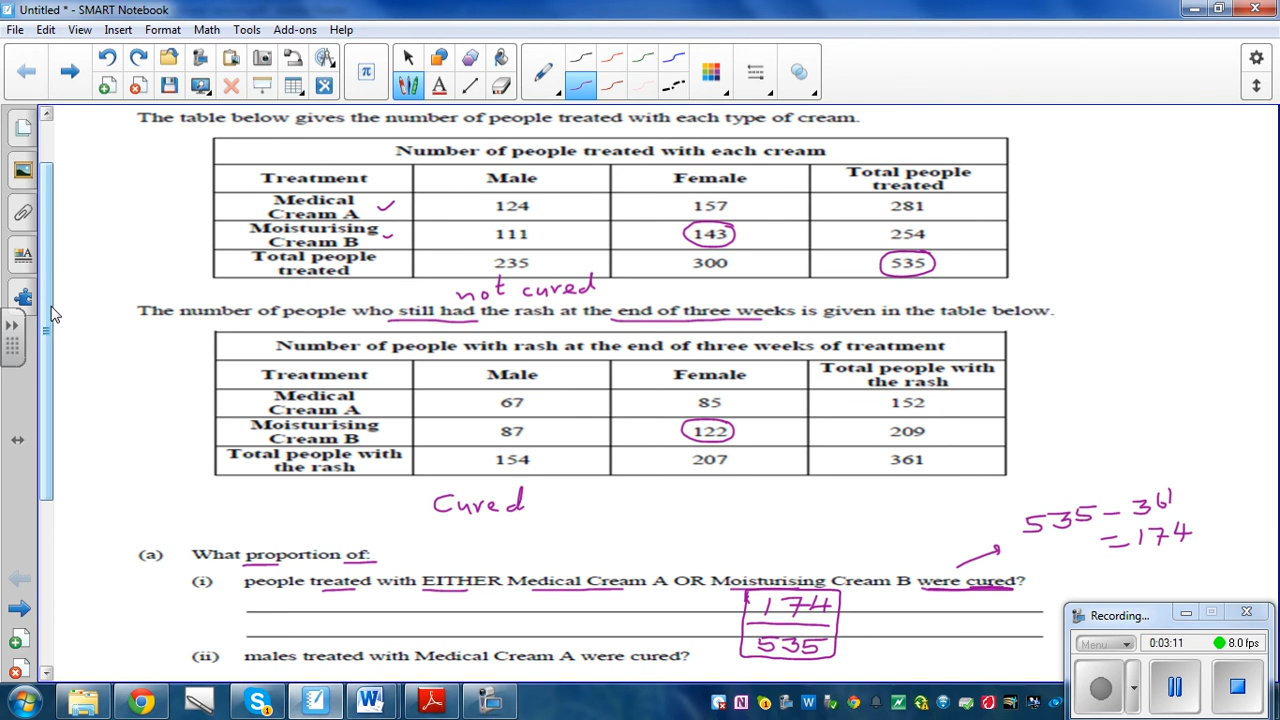 Untitled * - SMART Notebook
File Edit View Insert Format Math Tools Add-ons Help
π A
The table below gives the number of people treated with each type of cream.
Number of people treated with each cream
Treatment Male Female Total people treated
Medical Cream A ✓ 124 157 281
Moisturising Cream B ✓ 111 143 254
Total people treated 235 300 535
not cured
The number of people who still had the rash at the end of three weeks is given in the table below.
Number of people with rash at the end of three weeks of treatment
Treatment Male Female Total people with the rash
Medical Cream A 67 85 152
Moisturising Cream B 87 122 209
Total people with the rash 154 207 361
Cured
535 - 361
= 174
(a) What proportion of:
(i) people treated with EITHER Medical Cream A OR Moisturising Cream B were cured?
174
535
(ii) males treated with Medical Cream A were cured?
Recording...
Menu 0:03:11 8.0 fps